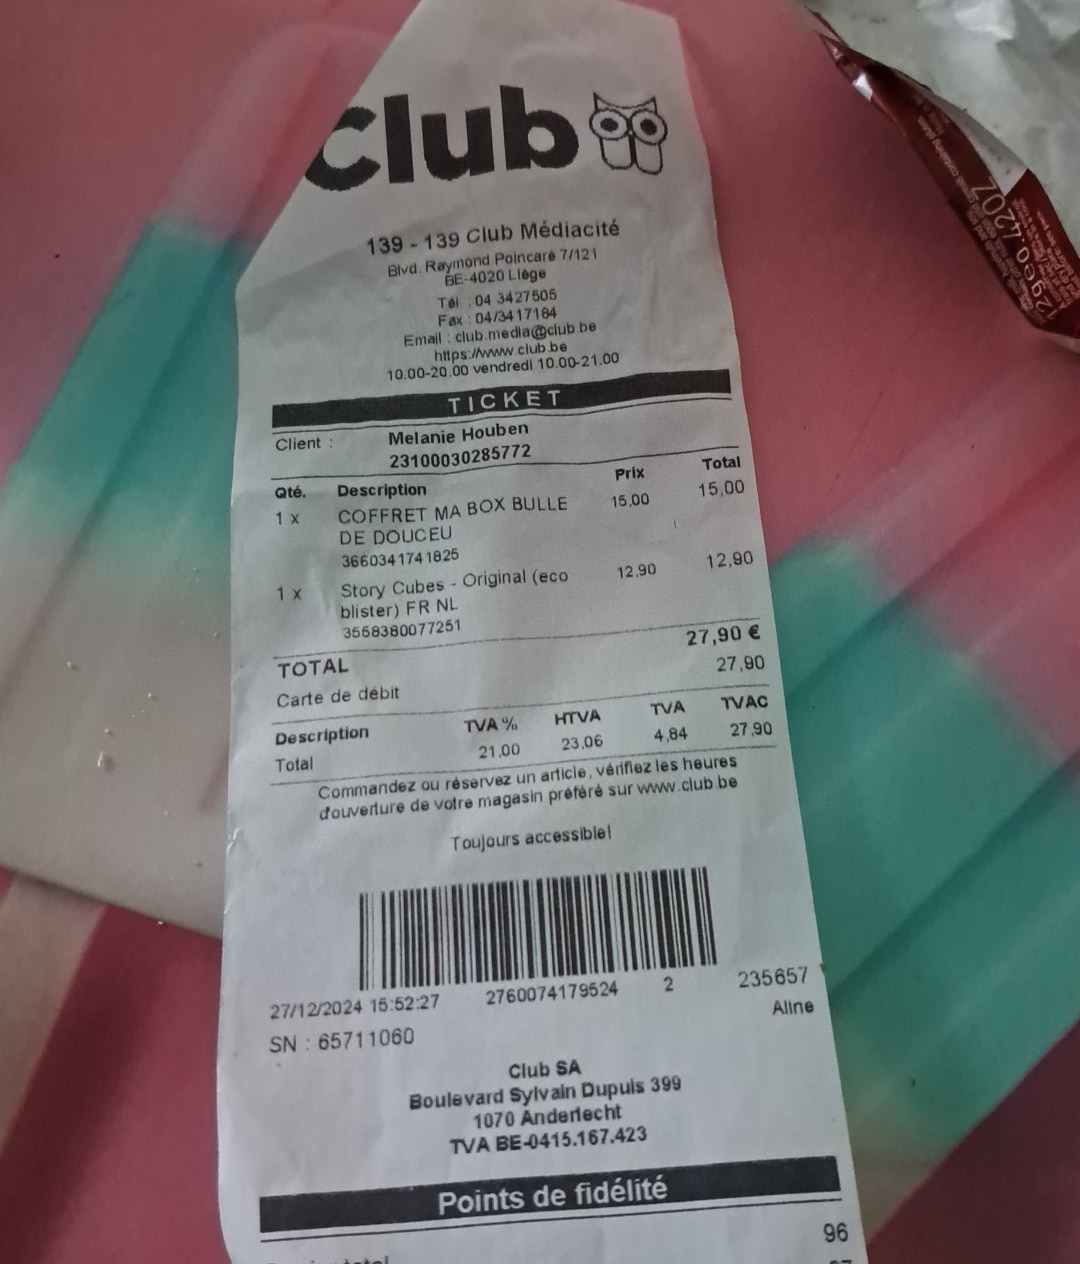 club
139 - 139 Club Médiacité
Blvd. Raymond Poincaré 7/121
BE-4020 Liège
Tél : 04 3427505
Fax : 04/3417184
Email : club.media@club.be
https://www.club.be
10.00-20.00 vendredi 10.00-21.00
TICKET
Client : Melanie Houben
23100030285772
Qté. Description Prix Total
1 x COFFRET MA BOX BULLE 15,00 15,00
DE DOUCEU
3660341741825
1 x Story Cubes - Original (eco 12,90 12,90
blister) FR NL
3558380077251
TOTAL 27,90 €
Carte de débit 27,90
Description TVA % HTVA TVA TVAC
Total 21,00 23,06 4,84 27,90
Commandez ou réservez un article, vérifiez les heures
d'ouverture de votre magasin préféré sur www.club.be
Toujours accessible!
27/12/2024 15:52:27 2760074179524 2 235657
SN : 65711060 Aline
Club SA
Boulevard Sylvain Dupuis 399
1070 Anderlecht
TVA BE-0415.167.423
Points de fidélité
96
12g e 0.42OZ